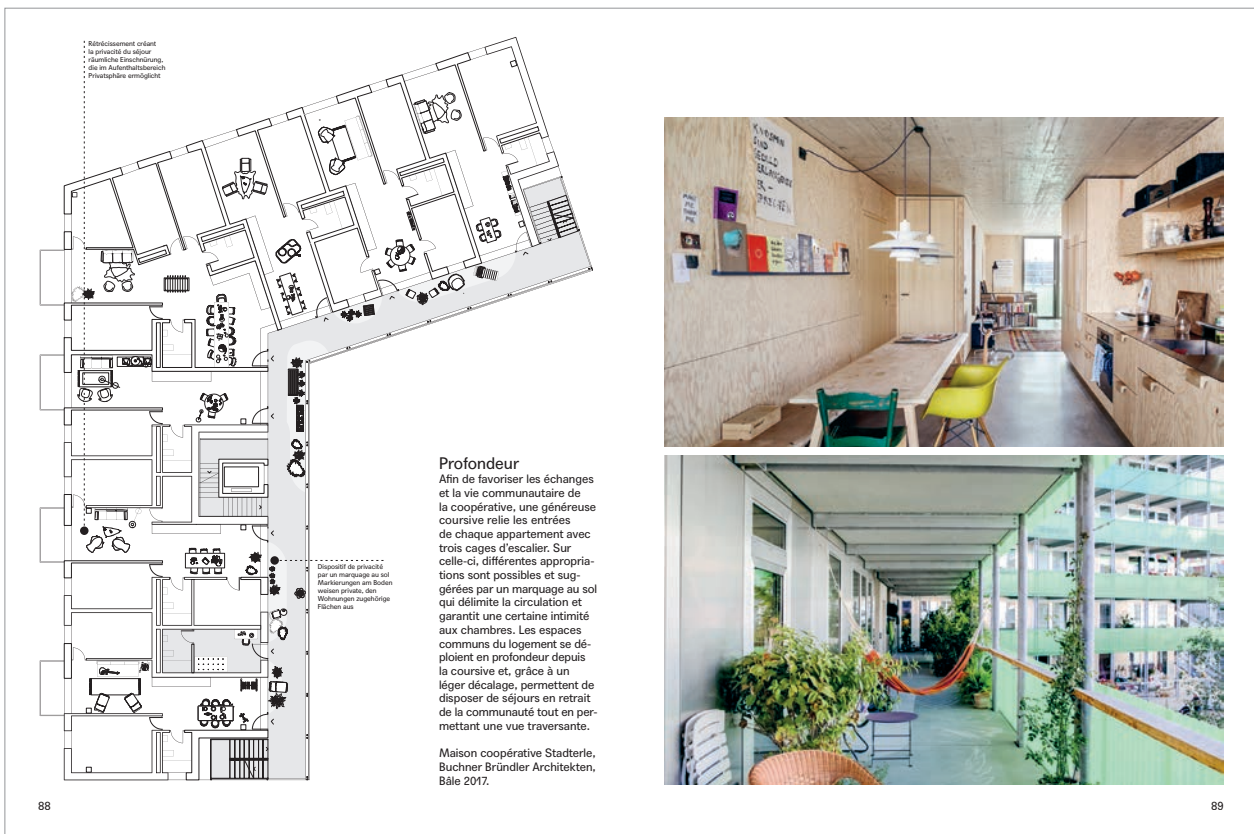 Rétrécissement créant
la privacité du séjour
räumliche Einschnürung,
die im Aufenthaltsbereich
Privatsphäre ermöglicht
Dispositif de privacité
par un marquage au sol
Markierungen am Boden
weisen private, den
Wohnungen zugehörige
Flächen aus
Profondeur
Afin de favoriser les échanges
et la vie communautaire de
la coopérative, une généreuse
coursive relie les entrées
de chaque appartement avec
trois cages d'escalier. Sur
celle-ci, différentes appropria-
tions sont possibles et sug-
gérées par un marquage au sol
qui délimite la circulation et
garantit une certaine intimité
aux chambres. Les espaces
communs du logement se dé-
ploient en profondeur depuis
la coursive et, grâce à un
léger décalage, permettent de
disposer de séjours en retrait
de la communauté tout en per-
mettant une vue traversante.
Maison coopérative Stadterle,
Buchner Bründler Architekten,
Bâle 2017.
88
SIND
89